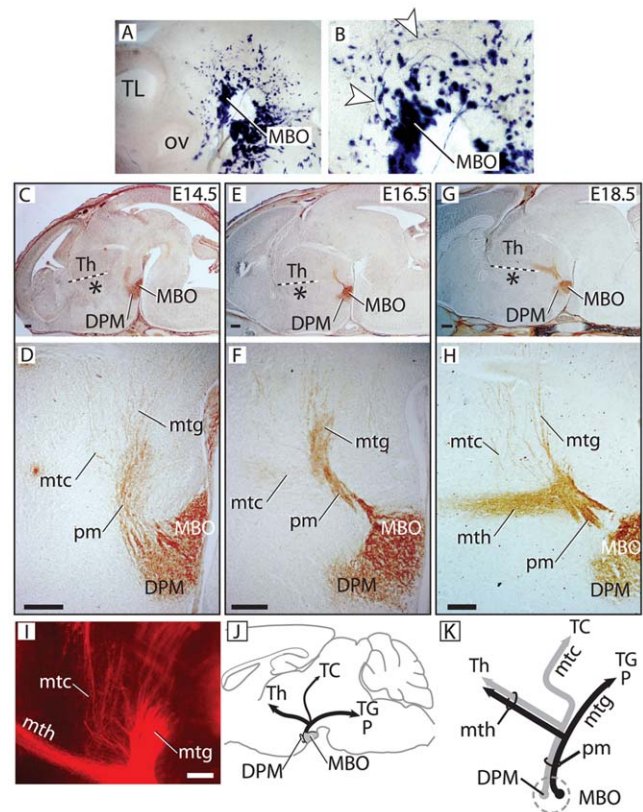 A
TL
ov
MBO
B
MBO
C
E14.5
Th
*
MBO
DPM
E
E16.5
Th
*
MBO
DPM
G
E18.5
Th
*
MBO
DPM
D
mtg
mtc
pm
MBO
DPM
F
mtg
mtc
pm
MBO
DPM
H
mtc
mtg
mth
pm
MBO
DPM
I
mtc
mth
mtg
J
TC
Th
TG
P
DPM
MBO
K
TC
Th
mtc
TG
P
mtg
mth
pm
DPM
MBO